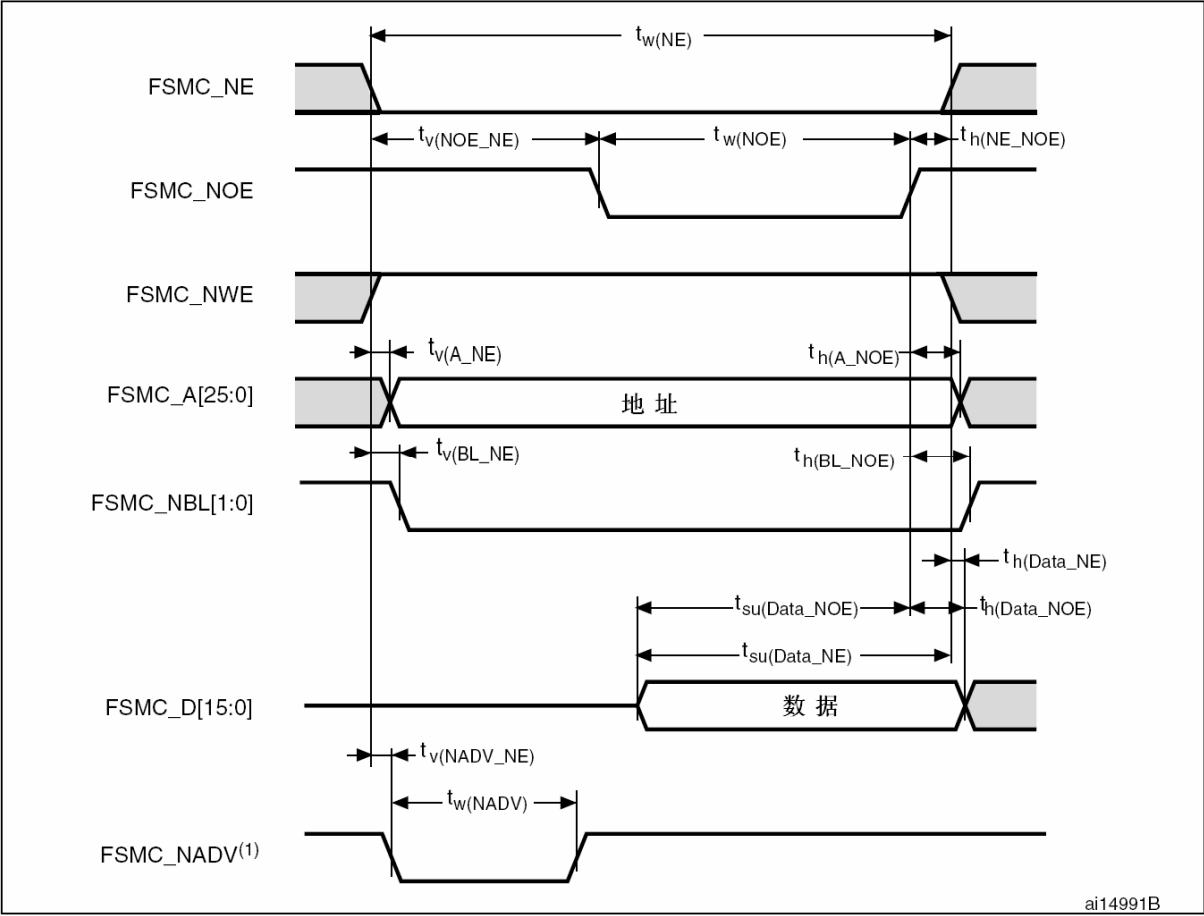 tw(NE)
FSMC_NE
tv(NOE_NE) tw(NOE) th(NE_NOE)
FSMC_NOE
FSMC_NWE
tv(A_NE) th(A_NOE)
FSMC_A[25:0] 地 址
tv(BL_NE) th(BL_NOE)
FSMC_NBL[1:0]
th(Data_NE)
tsu(Data_NOE) th(Data_NOE)
tsu(Data_NE)
FSMC_D[15:0] 数 据
tv(NADV_NE)
tw(NADV)
FSMC_NADV(1)
ai14991B